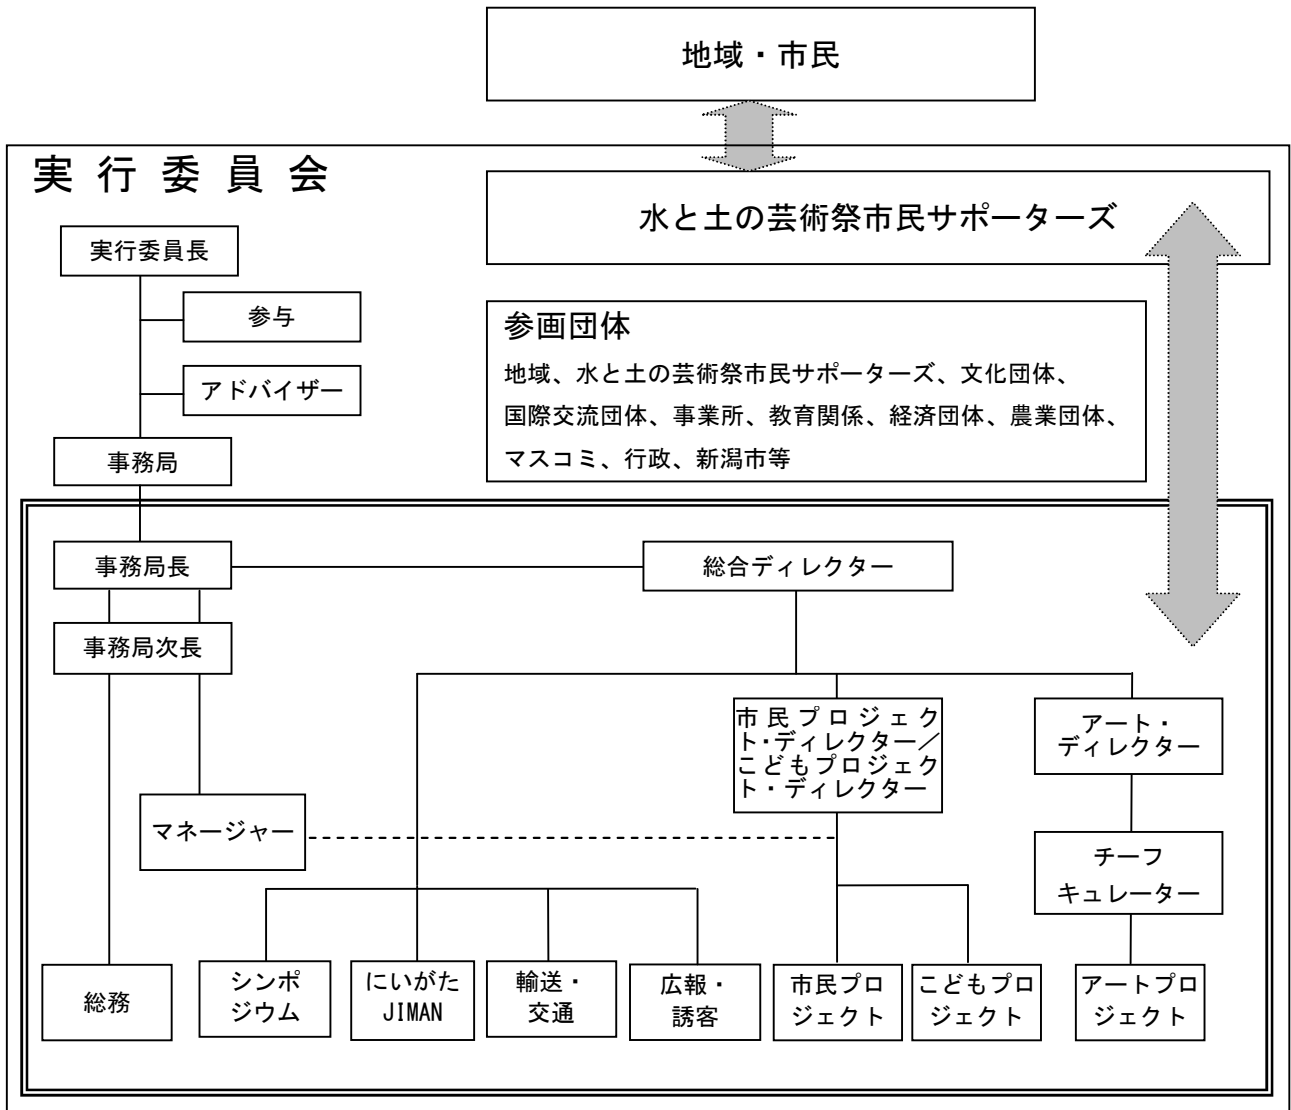 地域・市民
実行委員会
水と土の芸術祭市民サポーターズ
実行委員長
参与
アドバイザー
事務局
参画団体
地域、水と土の芸術祭市民サポーターズ、文化団体、
国際交流団体、事業所、教育関係、経済団体、農業団体、
マスコミ、行政、新潟市等
事務局長
総合ディレクター
事務局次長
市民プロジェク
ト・ディレクター／
こどもプロジェク
ト・ディレクター
アート・
ディレクター
マネージャー
チーフ
キュレーター
総務
シンポ
ジウム
にいがた
JIMAN
輸送・
交通
広報・
誘客
市民プロ
ジェクト
こどもプロ
ジェクト
アートプロ
ジェクト